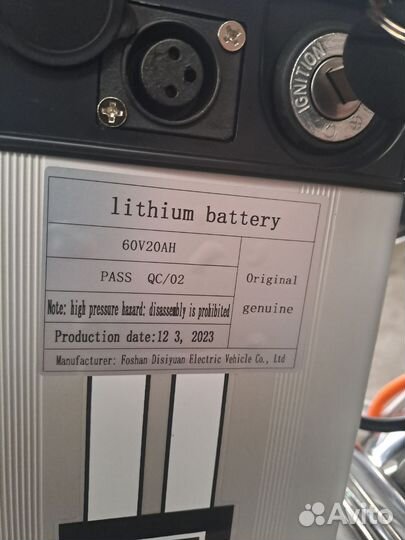 IGNITION
lithium battery
60V20AH
PASS QC/02
Note: high pressure hazard: disassembly is prohibited
Original
genuine
Production date:12 3, 2023
Manufacturer: Foshan Disiyuan Electric Vehicle Co., Ltd
Avito